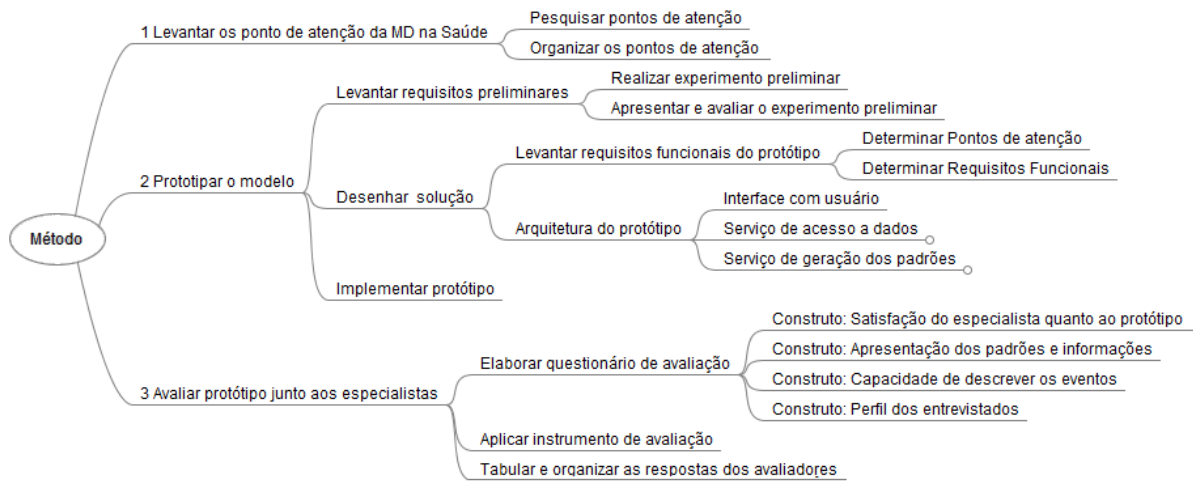 Método
1 Levantar os ponto de atenção da MD na Saúde
Pesquisar pontos de atenção
Organizar os pontos de atenção
2 Prototipar o modelo
Levantar requisitos preliminares
Realizar experimento preliminar
Apresentar e avaliar o experimento preliminar
Desenhar solução
Levantar requisitos funcionais do protótipo
Determinar Pontos de atenção
Determinar Requisitos Funcionais
Arquitetura do protótipo
Interface com usuário
Serviço de acesso a dados
Serviço de geração dos padrões
Implementar protótipo
3 Avaliar protótipo junto aos especialistas
Elaborar questionário de avaliação
Construto: Satisfação do especialista quanto ao protótipo
Construto: Apresentação dos padrões e informações
Construto: Capacidade de descrever os eventos
Construto: Perfil dos entrevistados
Aplicar instrumento de avaliação
Tabular e organizar as respostas dos avaliadores